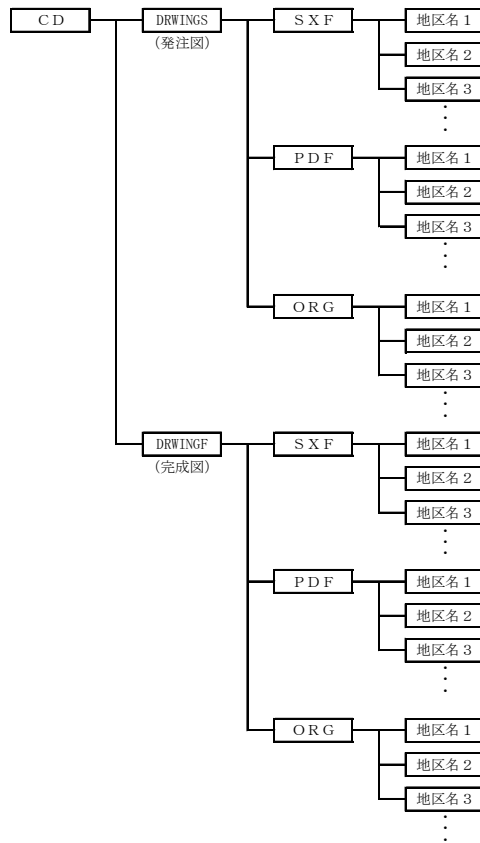 ＣＤ
DRWINGS
(発注図)
ＳＸＦ
地区名１
地区名２
地区名３
・・・
ＰＤＦ
地区名１
地区名２
地区名３
・・・
ＯＲＧ
地区名１
地区名２
地区名３
・・・
DRWINGF
(完成図)
ＳＸＦ
地区名１
地区名２
地区名３
・・・
ＰＤＦ
地区名１
地区名２
地区名３
・・・
ＯＲＧ
地区名１
地区名２
地区名３
・・・